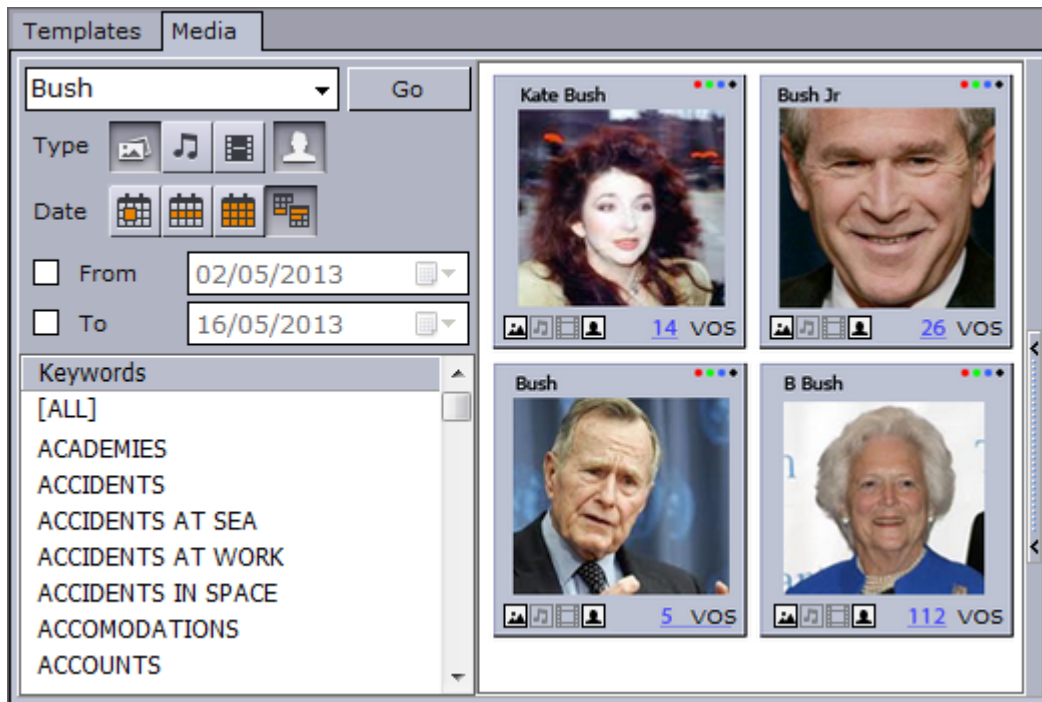 Templates Media
Bush Go
Type
Date
From 02/05/2013
To 16/05/2013
Keywords
[ALL]
ACADEMIES
ACCIDENTS
ACCIDENTS AT SEA
ACCIDENTS AT WORK
ACCIDENTS IN SPACE
ACCOMODATIONS
ACCOUNTS
Kate Bush
14 VOS
Bush Jr
26 VOS
Bush
5 VOS
B Bush
112 VOS